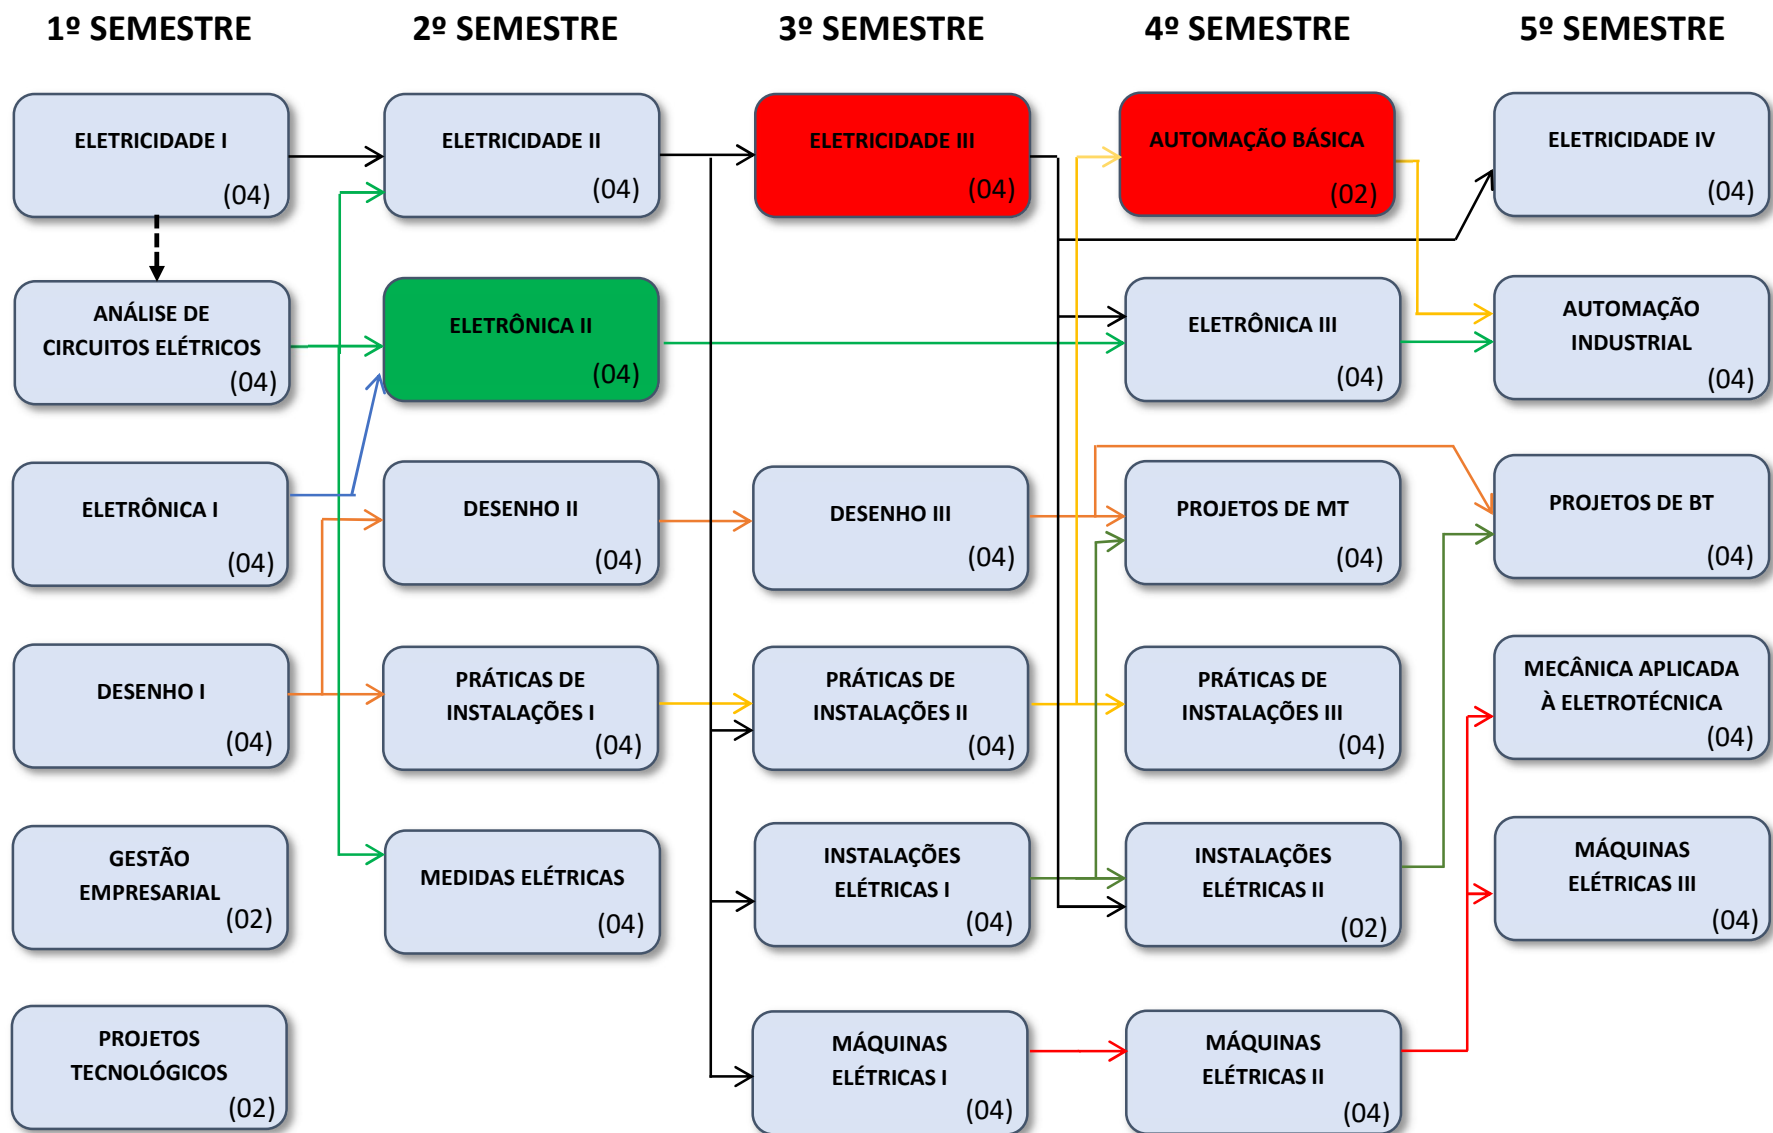 1º SEMESTRE
2º SEMESTRE
3º SEMESTRE
4º SEMESTRE
5º SEMESTRE
ELETRICIDADE I
(04)
ANÁLISE DE
CIRCUITOS ELÉTRICOS
(04)
ELETRÔNICA I
(04)
DESENHO I
(04)
GESTÃO
EMPRESARIAL
(02)
PROJETOS
TECNOLÓGICOS
(02)
ELETRICIDADE II
(04)
ELETRÔNICA II
(04)
DESENHO II
(04)
PRÁTICAS DE
INSTALAÇÕES I
(04)
MEDIDAS ELÉTRICAS
(04)
ELETRICIDADE III
(04)
DESENHO III
(04)
PRÁTICAS DE
INSTALAÇÕES II
(04)
INSTALAÇÕES
ELÉTRICAS I
(04)
MÁQUINAS
ELÉTRICAS I
(04)
AUTOMAÇÃO BÁSICA
(02)
ELETRÔNICA III
(04)
PROJETOS DE MT
(04)
PRÁTICAS DE
INSTALAÇÕES III
(04)
INSTALAÇÕES
ELÉTRICAS II
(02)
MÁQUINAS
ELÉTRICAS II
(04)
ELETRICIDADE IV
(04)
AUTOMAÇÃO
INDUSTRIAL
(04)
PROJETOS DE BT
(04)
MECÂNICA APLICADA
À ELETROTÉCNICA
(04)
MÁQUINAS
ELÉTRICAS III
(04)